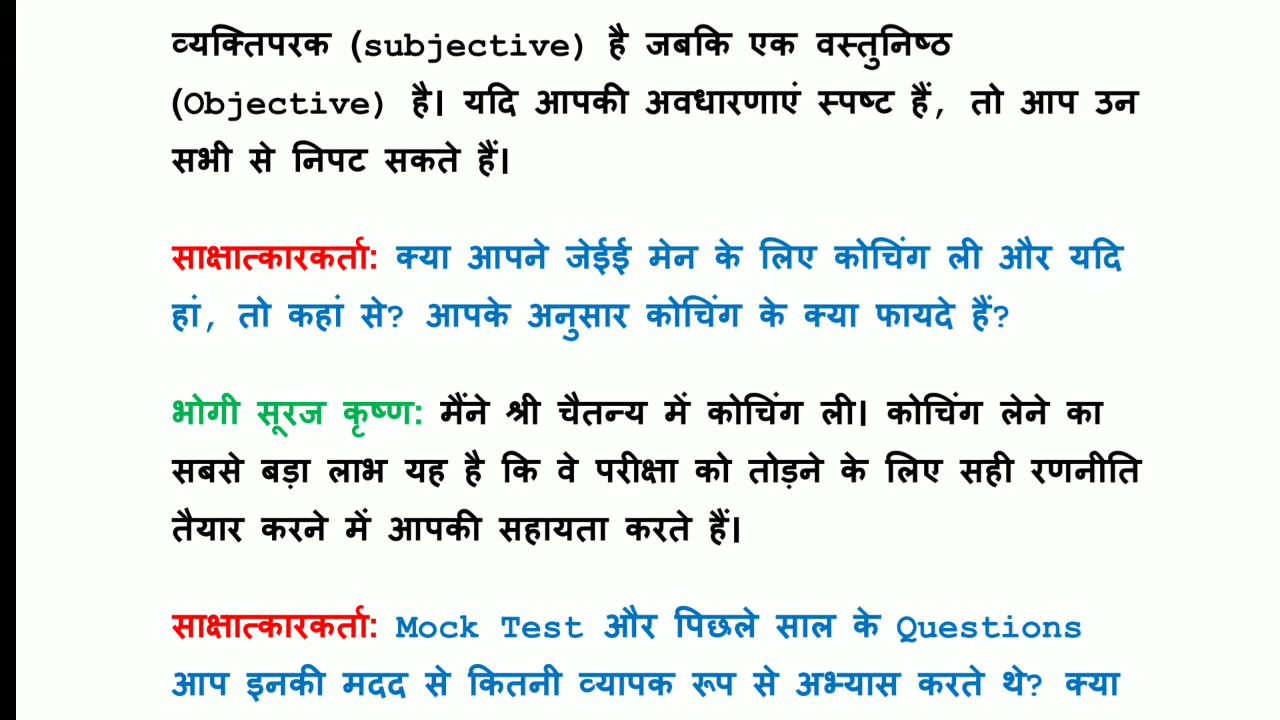 व्यक्तिपरक (subjective) है जबकि एक वस्तुनिष्ठ
(Objective) है। यदि आपकी अवधारणाएं स्पष्ट हैं, तो आप उन
सभी से निपट सकते हैं।
साक्षात्कारकर्ता: क्या आपने जेईई मेन के लिए कोचिंग ली और यदि
हां, तो कहां से? आपके अनुसार कोचिंग के क्या फायदे हैं?
भोगी सूरज कृष्ण: मैंने श्री चैतन्य में कोचिंग ली। कोचिंग लेने का
सबसे बड़ा लाभ यह है कि वे परीक्षा को तोड़ने के लिए सही रणनीति
तैयार करने में आपकी सहायता करते हैं।
साक्षात्कारकर्ता: Mock Test और पिछले साल के Questions
आप इनकी मदद से कितनी व्यापक रूप से अभ्यास करते थे? क्या